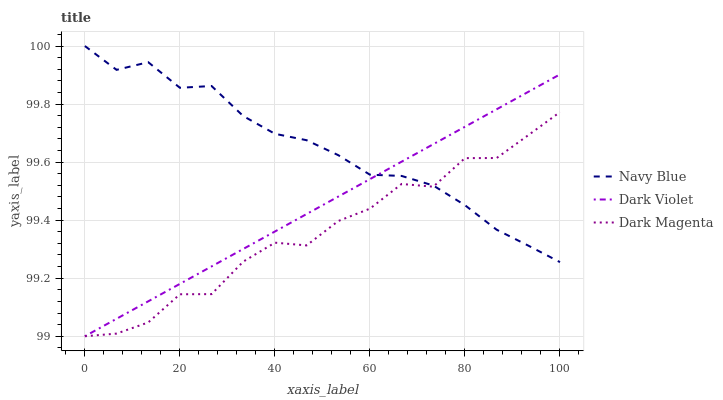 title
yaxis_label
100
99.8
99.6
99.4
99.2
99
0 20 40 60 80 100
xaxis_label
Navy Blue
Dark Violet
Dark Magenta